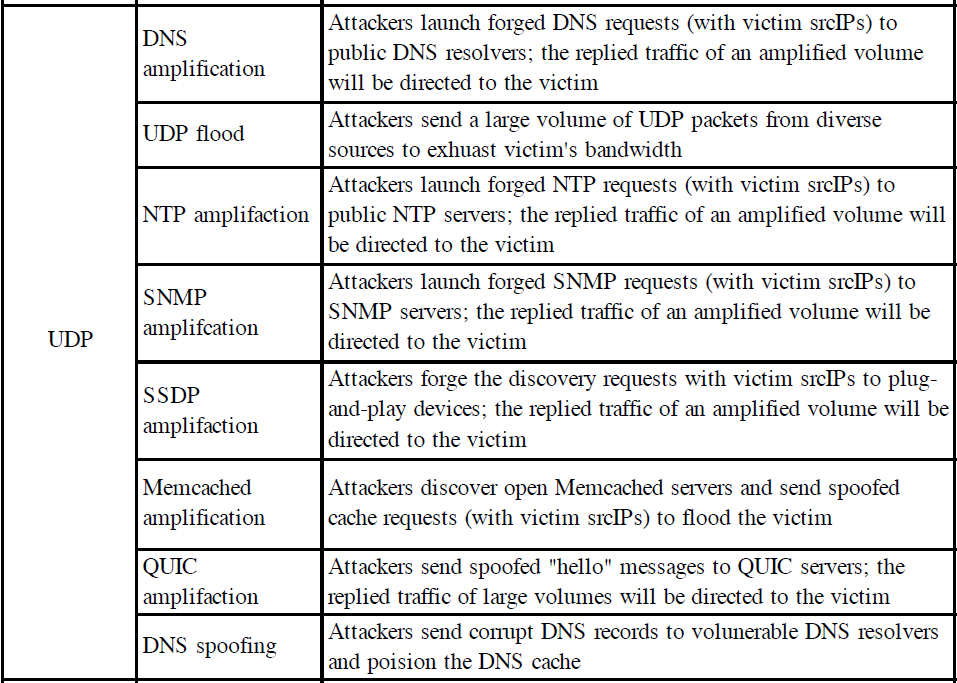 UDP
DNS
amplification
Attackers launch forged DNS requests (with victim srcIPs) to
public DNS resolvers; the replied traffic of an amplified volume
will be directed to the victim
UDP flood
Attackers send a large volume of UDP packets from diverse
sources to exhuast victim's bandwidth
NTP amplifaction
Attackers launch forged NTP requests (with victim srcIPs) to
public NTP servers; the replied traffic of an amplified volume will
be directed to the victim
SNMP
amplifcation
Attackers launch forged SNMP requests (with victim srcIPs) to
SNMP servers; the replied traffic of an amplified volume will be
directed to the victim
SSDP
amplifaction
Attackers forge the discovery requests with victim srcIPs to plug-
and-play devices; the replied traffic of an amplified volume will be
directed to the victim
Memcached
amplification
Attackers discover open Memcached servers and send spoofed
cache requests (with victim srcIPs) to flood the victim
QUIC
amplifaction
Attackers send spoofed "hello" messages to QUIC servers; the
replied traffic of large volumes will be directed to the victim
DNS spoofing
Attackers send corrupt DNS records to volunerable DNS resolvers
and poision the DNS cache